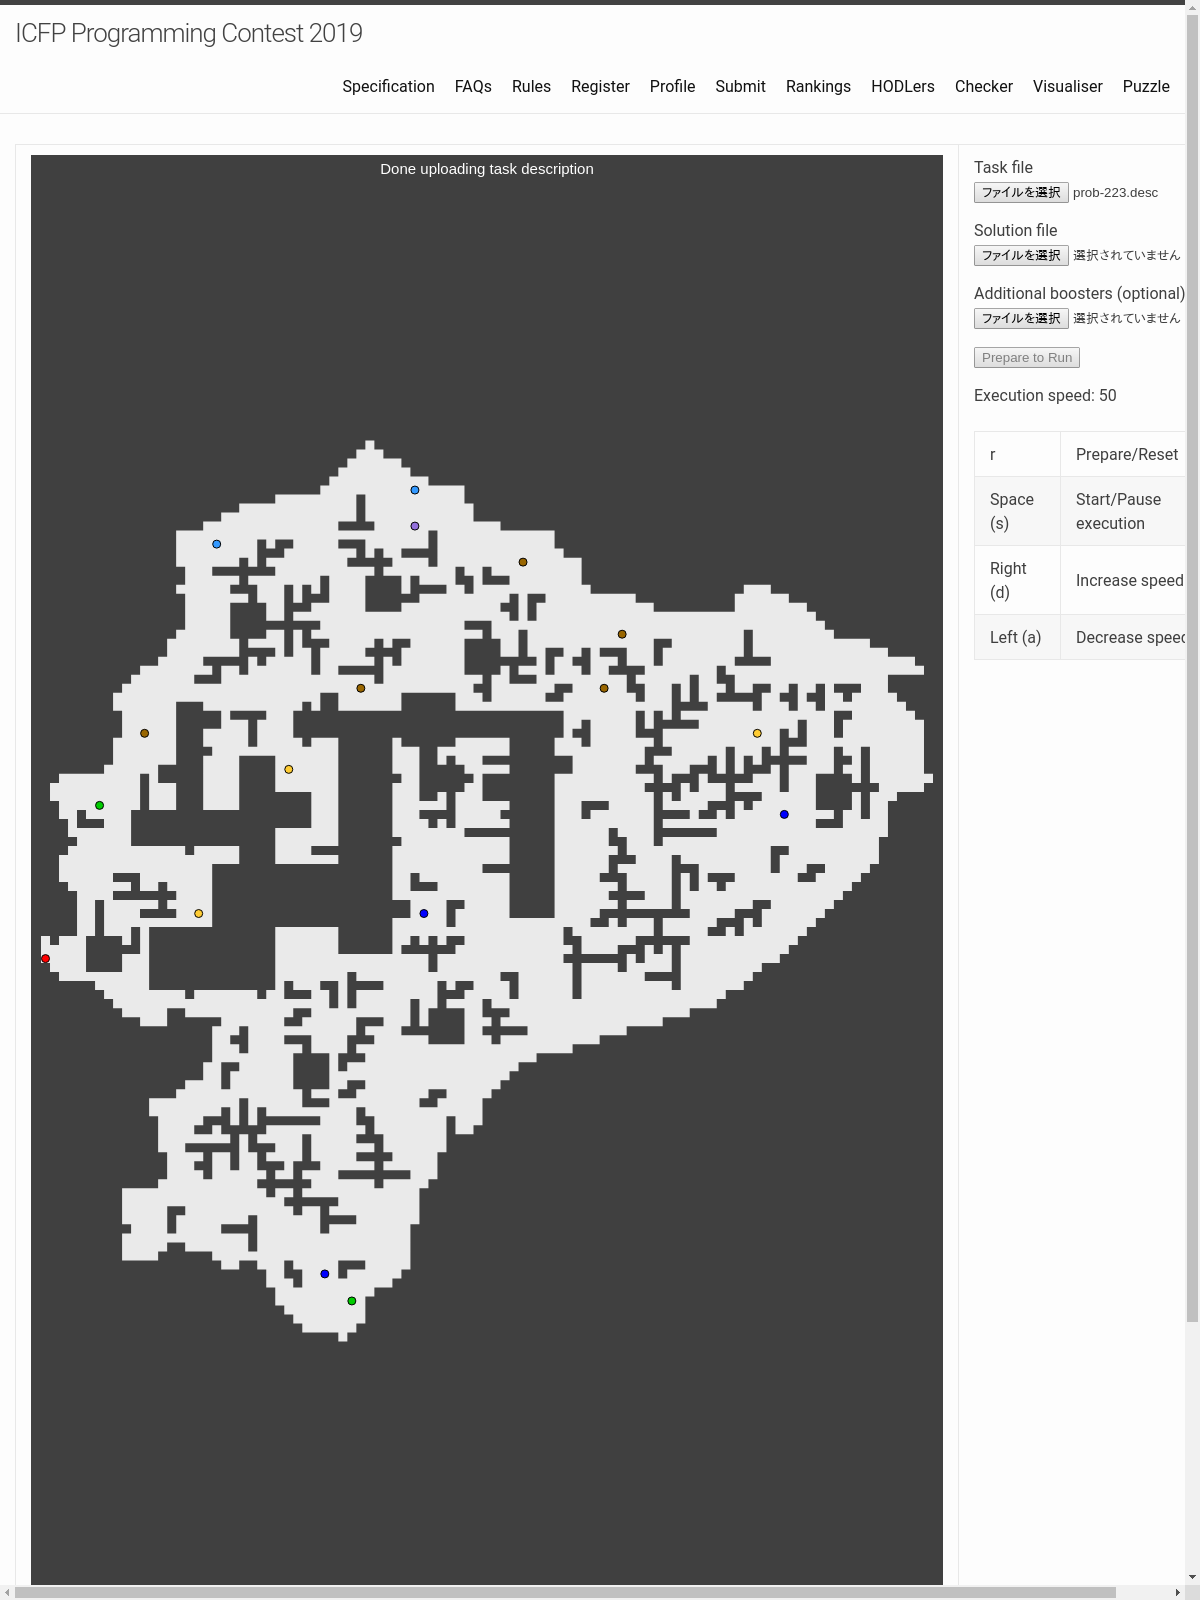 ICFP Programming Contest 2019
Specification FAQs Rules Register Profile Submit Rankings HODLers Checker Visualiser Puzzle
Done uploading task description
Task file
ファイルを選択 prob-223.desc
Solution file
ファイルを選択 選択されていません
Additional boosters (optional)
ファイルを選択 選択されていません
Prepare to Run
Execution speed: 50
r Prepare/Reset
Space (s) Start/Pause execution
Right (d) Increase speed
Left (a) Decrease speed